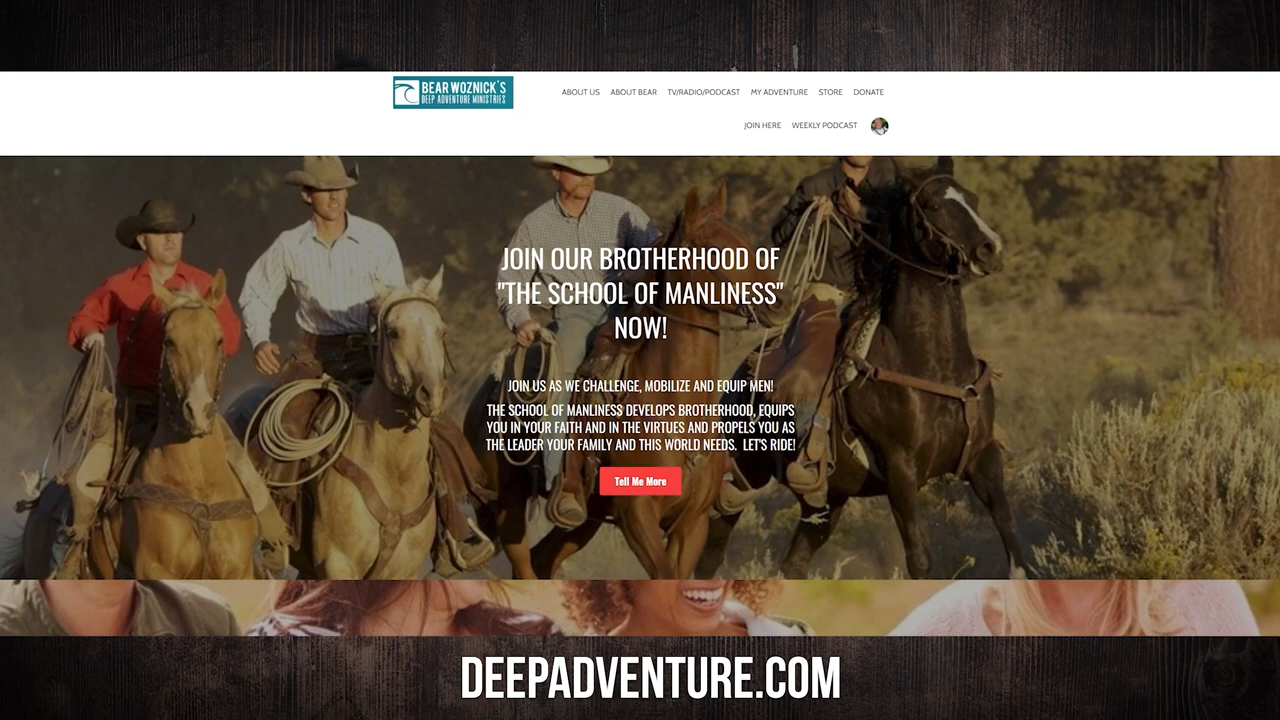 BEAR WOZNICK'S
DEEP ADVENTURE MINISTRIES
ABOUT US ABOUT BEAR TV/RADIO/PODCAST MY ADVENTURE STORE DONATE
JOIN HERE WEEKLY PODCAST
JOIN OUR BROTHERHOOD OF
"THE SCHOOL OF MANLINESS"
NOW!
JOIN US AS WE CHALLENGE, MOBILIZE AND EQUIP MEN!
THE SCHOOL OF MANLINESS DEVELOPS BROTHERHOOD, EQUIPS
YOU IN YOUR FAITH AND IN THE VIRTUES AND PROPELS YOU AS
THE LEADER YOUR FAMILY AND THIS WORLD NEEDS. LET'S RIDE!
Tell Me More
DEEPADVENTURE.COM